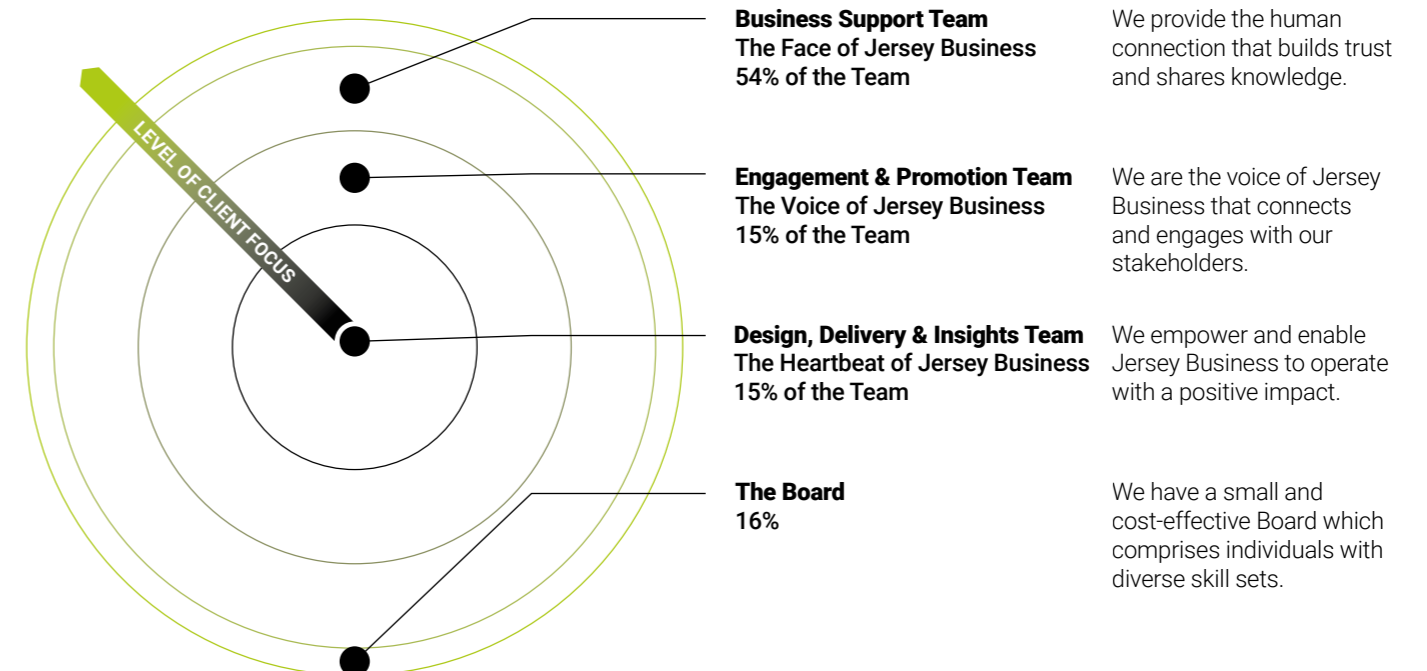 LEVEL OF CLIENT FOCUS
Business Support Team
The Face of Jersey Business
54% of the Team
We provide the human
connection that builds trust
and shares knowledge.
Engagement & Promotion Team
The Voice of Jersey Business
15% of the Team
We are the voice of Jersey
Business that connects
and engages with our
stakeholders.
Design, Delivery & Insights Team
The Heartbeat of Jersey Business
15% of the Team
We empower and enable
Jersey Business to operate
with a positive impact.
The Board
16%
We have a small and
cost-effective Board which
comprises individuals with
diverse skill sets.